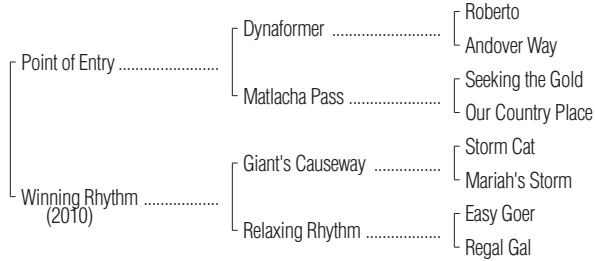 Roberto
Dynaformer ........................
Andover Way
Point of Entry ......................
Seeking the Gold
Matlacha Pass ....................
Our Country Place
Storm Cat
Giant's Causeway ..............
Mariah's Storm
Winning Rhythm ................
(2010)
Easy Goer
Relaxing Rhythm ................
Regal Gal